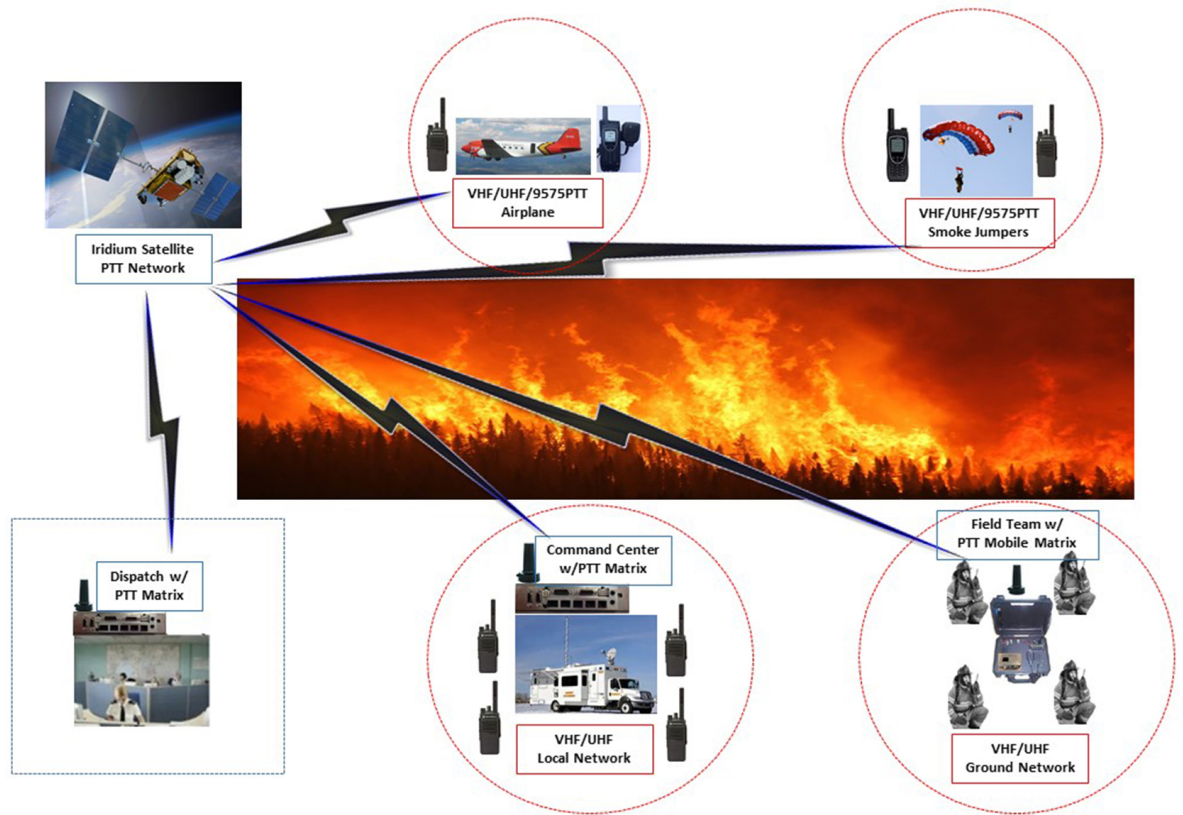 VHF/UHF/9575PTT
Airplane
VHF/UHF/9575PTT
Smoke Jumpers
Iridium Satellite
PTT Network
Field Team w/
PTT Mobile Matrix
Command Center
w/PTT Matrix
Dispatch w/
PTT Matrix
VHF/UHF
Local Network
VHF/UHF
Ground Network